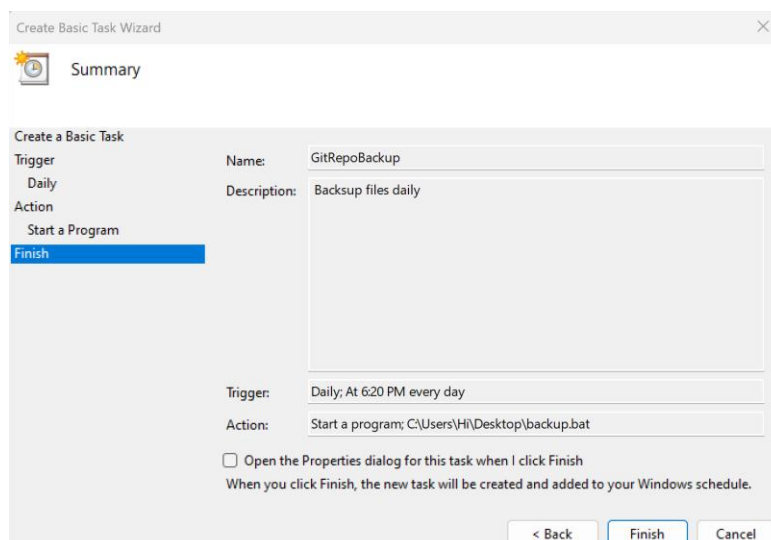 Create Basic Task Wizard
Summary
Create a Basic Task
Trigger
Daily
Action
Start a Program
Finish
Name: GitRepoBackup
Description: Backsup files daily
Trigger: Daily; At 6:20 PM every day
Action: Start a program; C:\Users\Hi\Desktop\backup.bat
Open the Properties dialog for this task when I click Finish
When you click Finish, the new task will be created and added to your Windows schedule.
< Back Finish Cancel